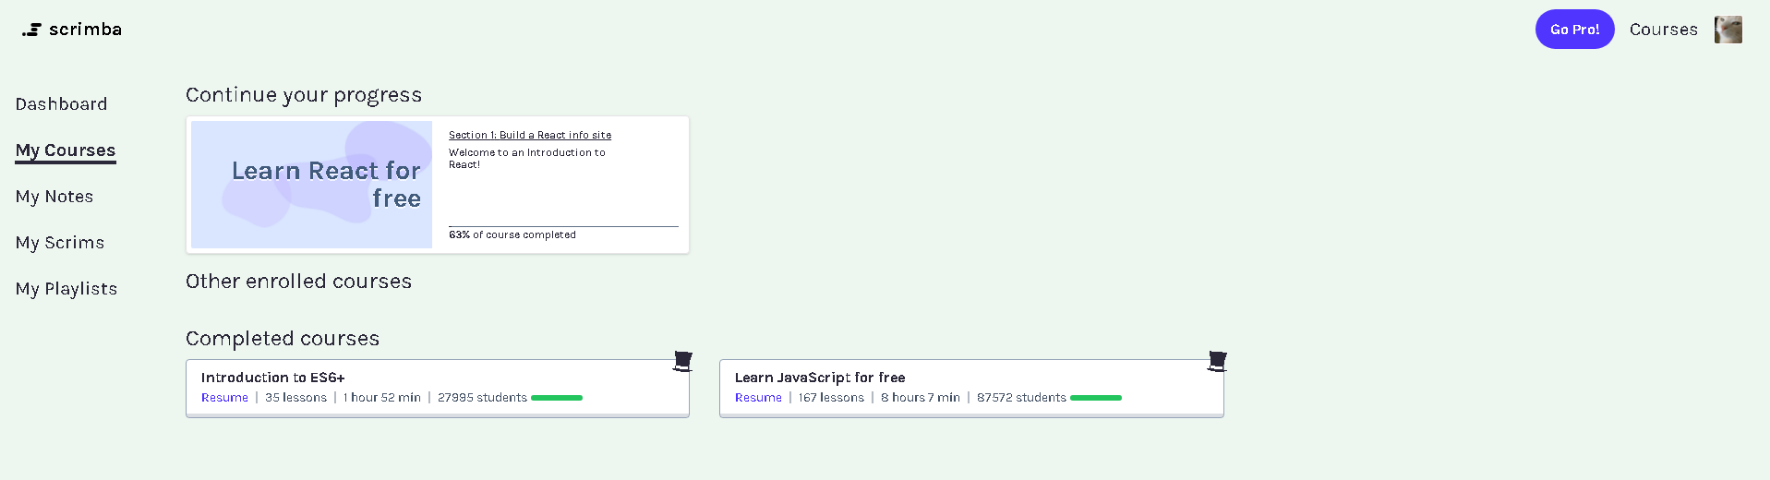 scrimba
Go Pro!
Courses
Dashboard
My Courses
My Notes
My Scrims
My Playlists
Continue your progress
Learn React for
free
Section 1: Build a React info site
Welcome to an Introduction to
React!
63% of course completed
Other enrolled courses
Completed courses
Introduction to ES6+
Resume | 35 lessons | 1 hour 52 min | 27995 students
Learn JavaScript for free
Resume | 167 lessons | 8 hours 7 min | 87572 students